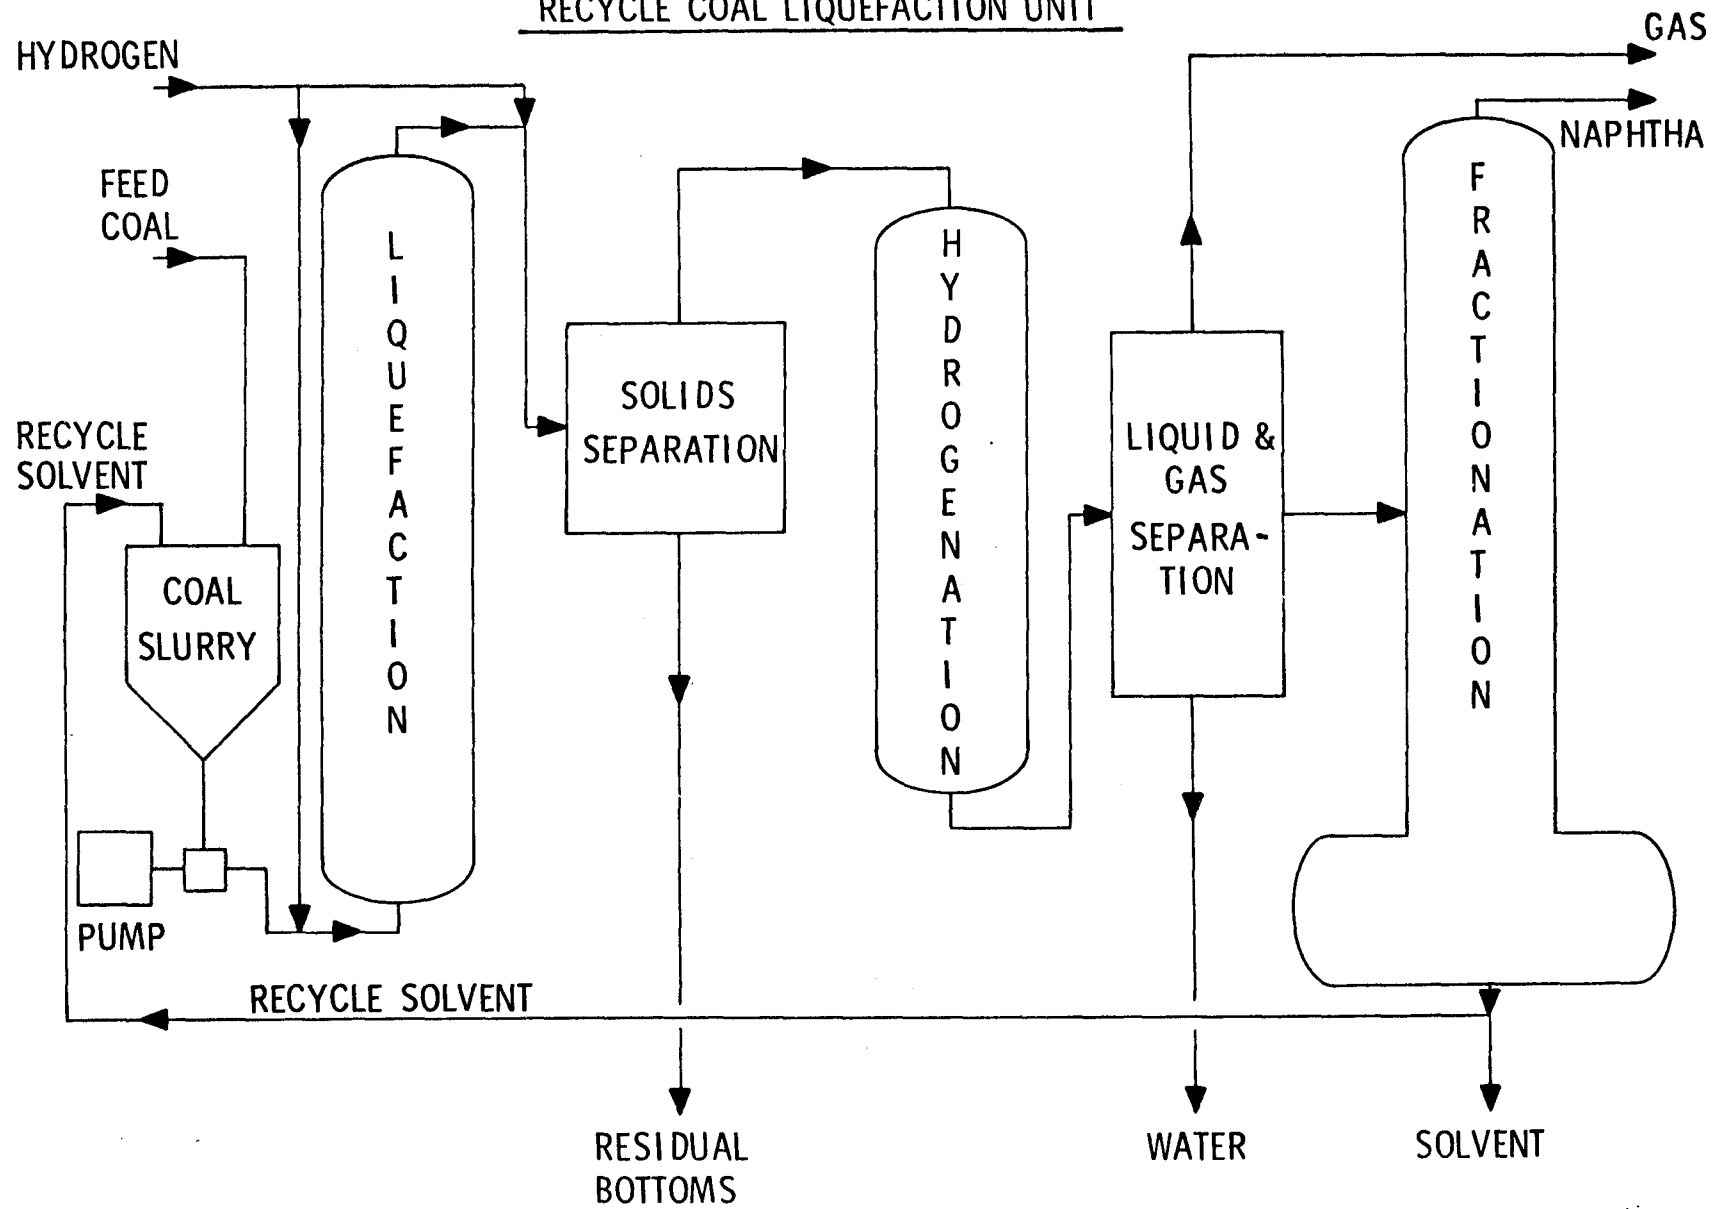 RECYCLE COAL LIQUEFACTION UNIT
HYDROGEN
GAS
NAPHTHA
FEED
COAL
LIQUEFACTION
HYDROGENATION
FRACTIONATION
SOLIDS
SEPARATION
RECYCLE
SOLVENT
LIQUID &
GAS
SEPARA-
TION
COAL
SLURRY
PUMP
RECYCLE SOLVENT
RESIDUAL
BOTTOMS
WATER
SOLVENT